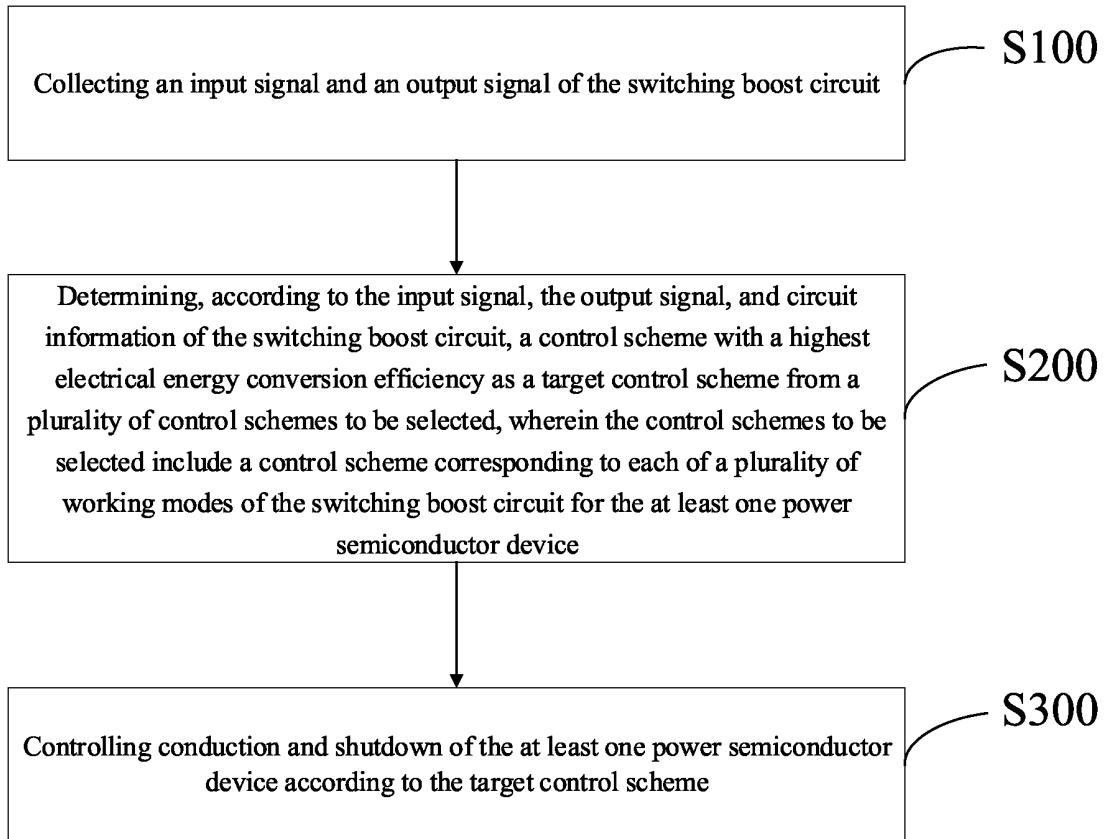 Collecting an input signal and an output signal of the switching boost circuit
S100
Determining, according to the input signal, the output signal, and circuit
information of the switching boost circuit, a control scheme with a highest
electrical energy conversion efficiency as a target control scheme from a
plurality of control schemes to be selected, wherein the control schemes to be
selected include a control scheme corresponding to each of a plurality of
working modes of the switching boost circuit for the at least one power
semiconductor device
S200
Controlling conduction and shutdown of the at least one power semiconductor
device according to the target control scheme
S300